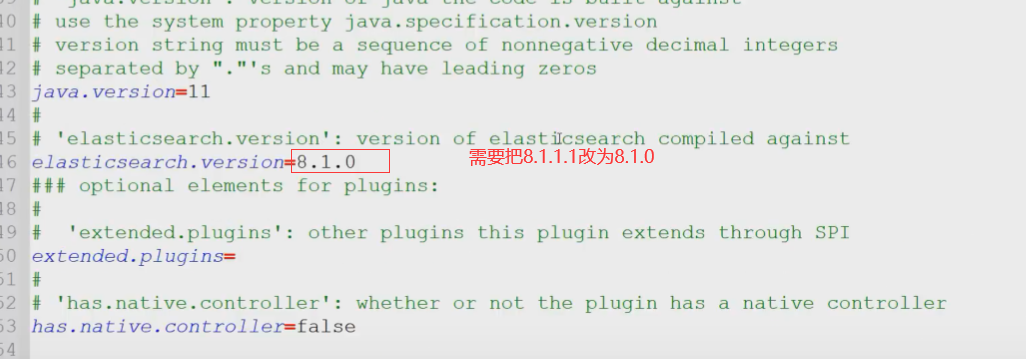 # 'java.version': version of java the code is built against
40 # use the system property java.specification.version
41 # version string must be a sequence of nonnegative decimal integers
42 # separated by "."'s and may have leading zeros
43 java.version=11
44 #
45 # 'elasticsearch.version': version of elasticsearch compiled against
46 elasticsearch.version=8.1.0
需要把8.1.1.1改为8.1.0
47 ### optional elements for plugins:
48 #
49 #  'extended.plugins': other plugins this plugin extends through SPI
50 extended.plugins=
51 #
52 # 'has.native.controller': whether or not the plugin has a native controller
53 has.native.controller=false
54